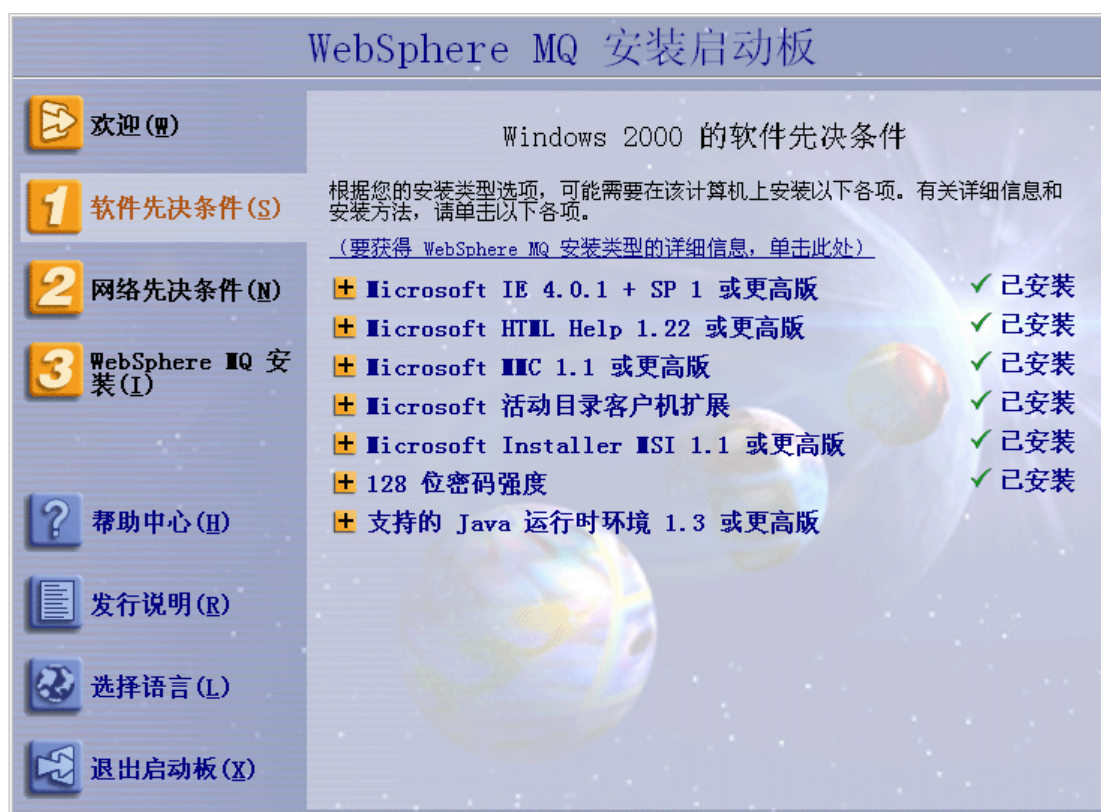 WebSphere MQ 安装启动板
欢迎(W)
软件先决条件(S)
网络先决条件(N)
WebSphere MQ 安
装(I)
帮助中心(H)
发行说明(R)
选择语言(L)
退出启动板(X)
Windows 2000 的软件先决条件
根据您的安装类型选项，可能需要在该计算机上安装以下各项。有关详细信息和
安装方法，请单击以下各项。
(要获得 WebSphere MQ 安装类型的详细信息，单击此处)
Microsoft IE 4.0.1 + SP 1 或更高版 已安装
Microsoft HTML Help 1.22 或更高版 已安装
Microsoft MMC 1.1 或更高版 已安装
Microsoft 活动目录客户机扩展 已安装
Microsoft Installer MSI 1.1 或更高版 已安装
128 位密码强度 已安装
支持的 Java 运行时环境 1.3 或更高版